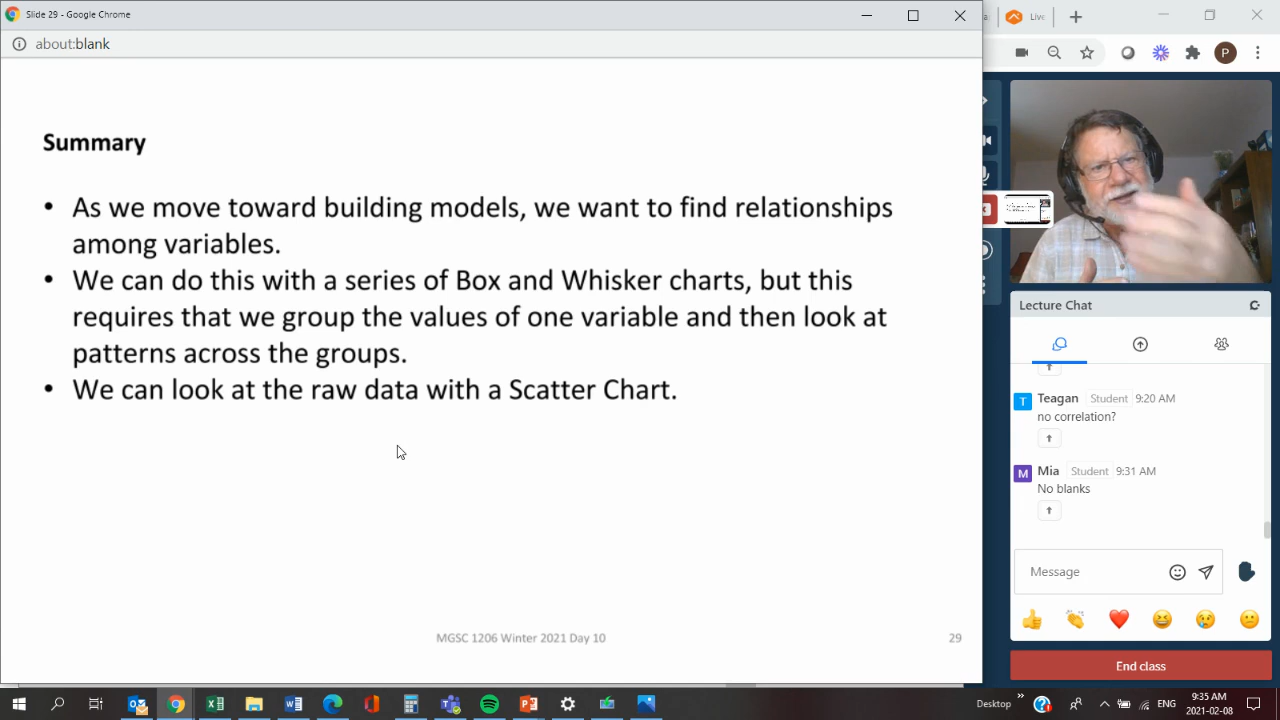 Slide 29 - Google Chrome
Live
about:blank
P
Summary
• As we move toward building models, we want to find relationships
among variables.
• We can do this with a series of Box and Whisker charts, but this
requires that we group the values of one variable and then look at
patterns across the groups.
• We can look at the raw data with a Scatter Chart.
MGSC 1206 Winter 2021 Day 10
29
Lecture Chat
T Teagan Student 9:20 AM
no correlation?
M Mia Student 9:31 AM
No blanks
Message
End class
Desktop
ENG
9:35 AM
2021-02-08